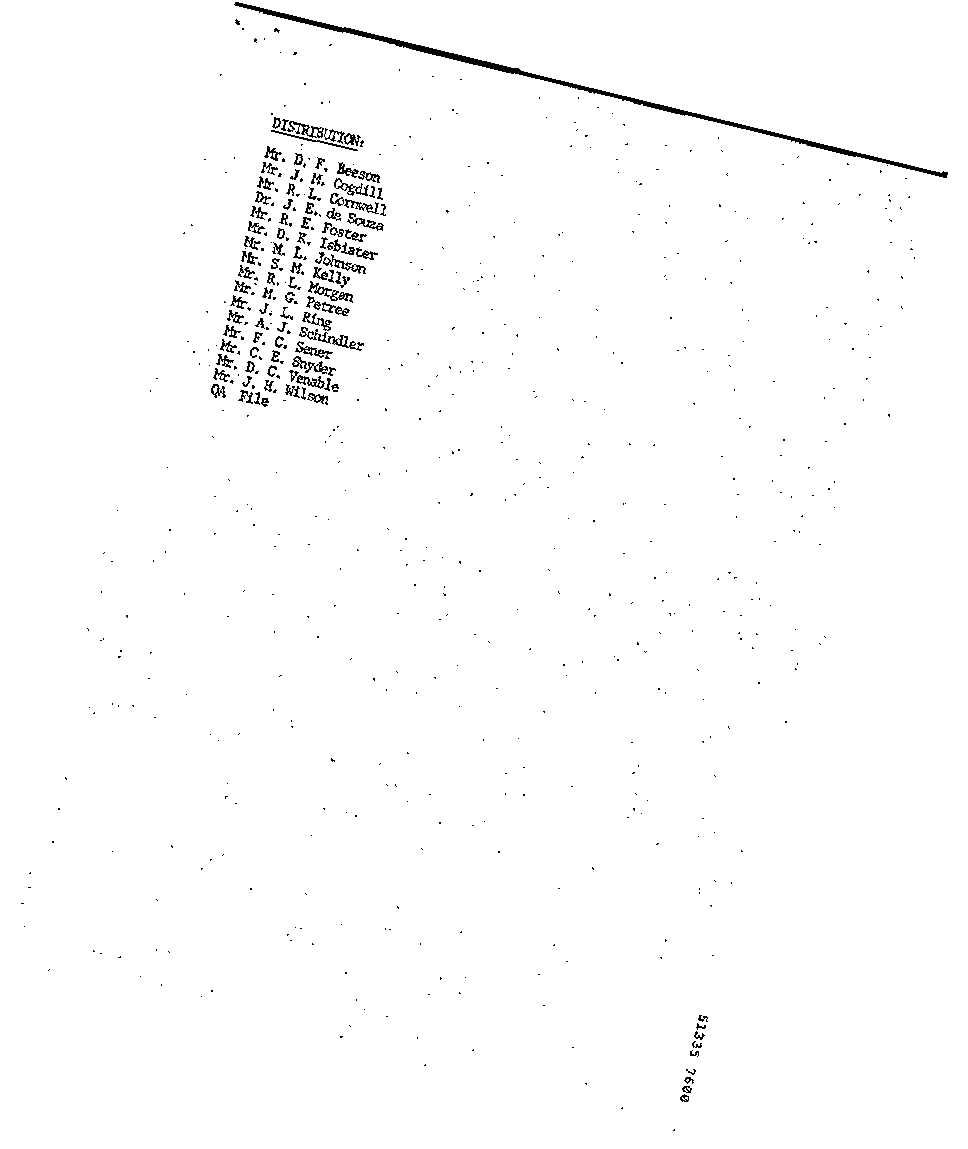 DISTRIBUTION:
Mr. D. F. Beeson
Mr. J. M. Cogdill
Mr. R. L. Cornwell
Dr. J. E. de Souza
Mr. R. E. Foster
Mr. D. K. Isbister
Mr. M. L. Johnson
Mr. S. M. Kelly
Mr. R. L. Morgan
Mr. M. G. Petree
Mr. J. L. Ring
Mr. A. J. Schindler
Mr. F. C. Sener
Mr. C. E. Snyder
Mr. D. C. Venable
Mr. J. H. Wilson
QA File
51335 7600